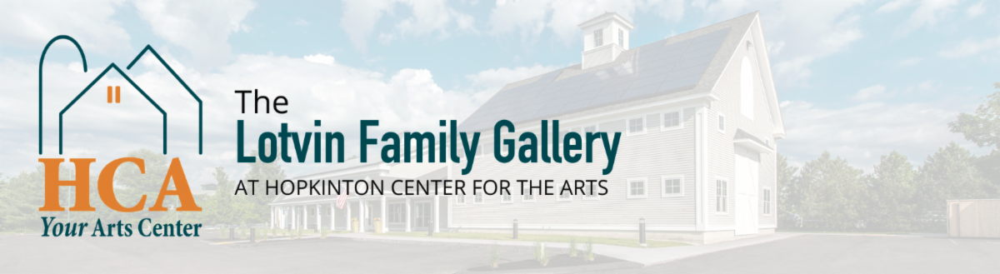 HCA
Your Arts Center
The
Lotvin Family Gallery
AT HOPKINTON CENTER FOR THE ARTS